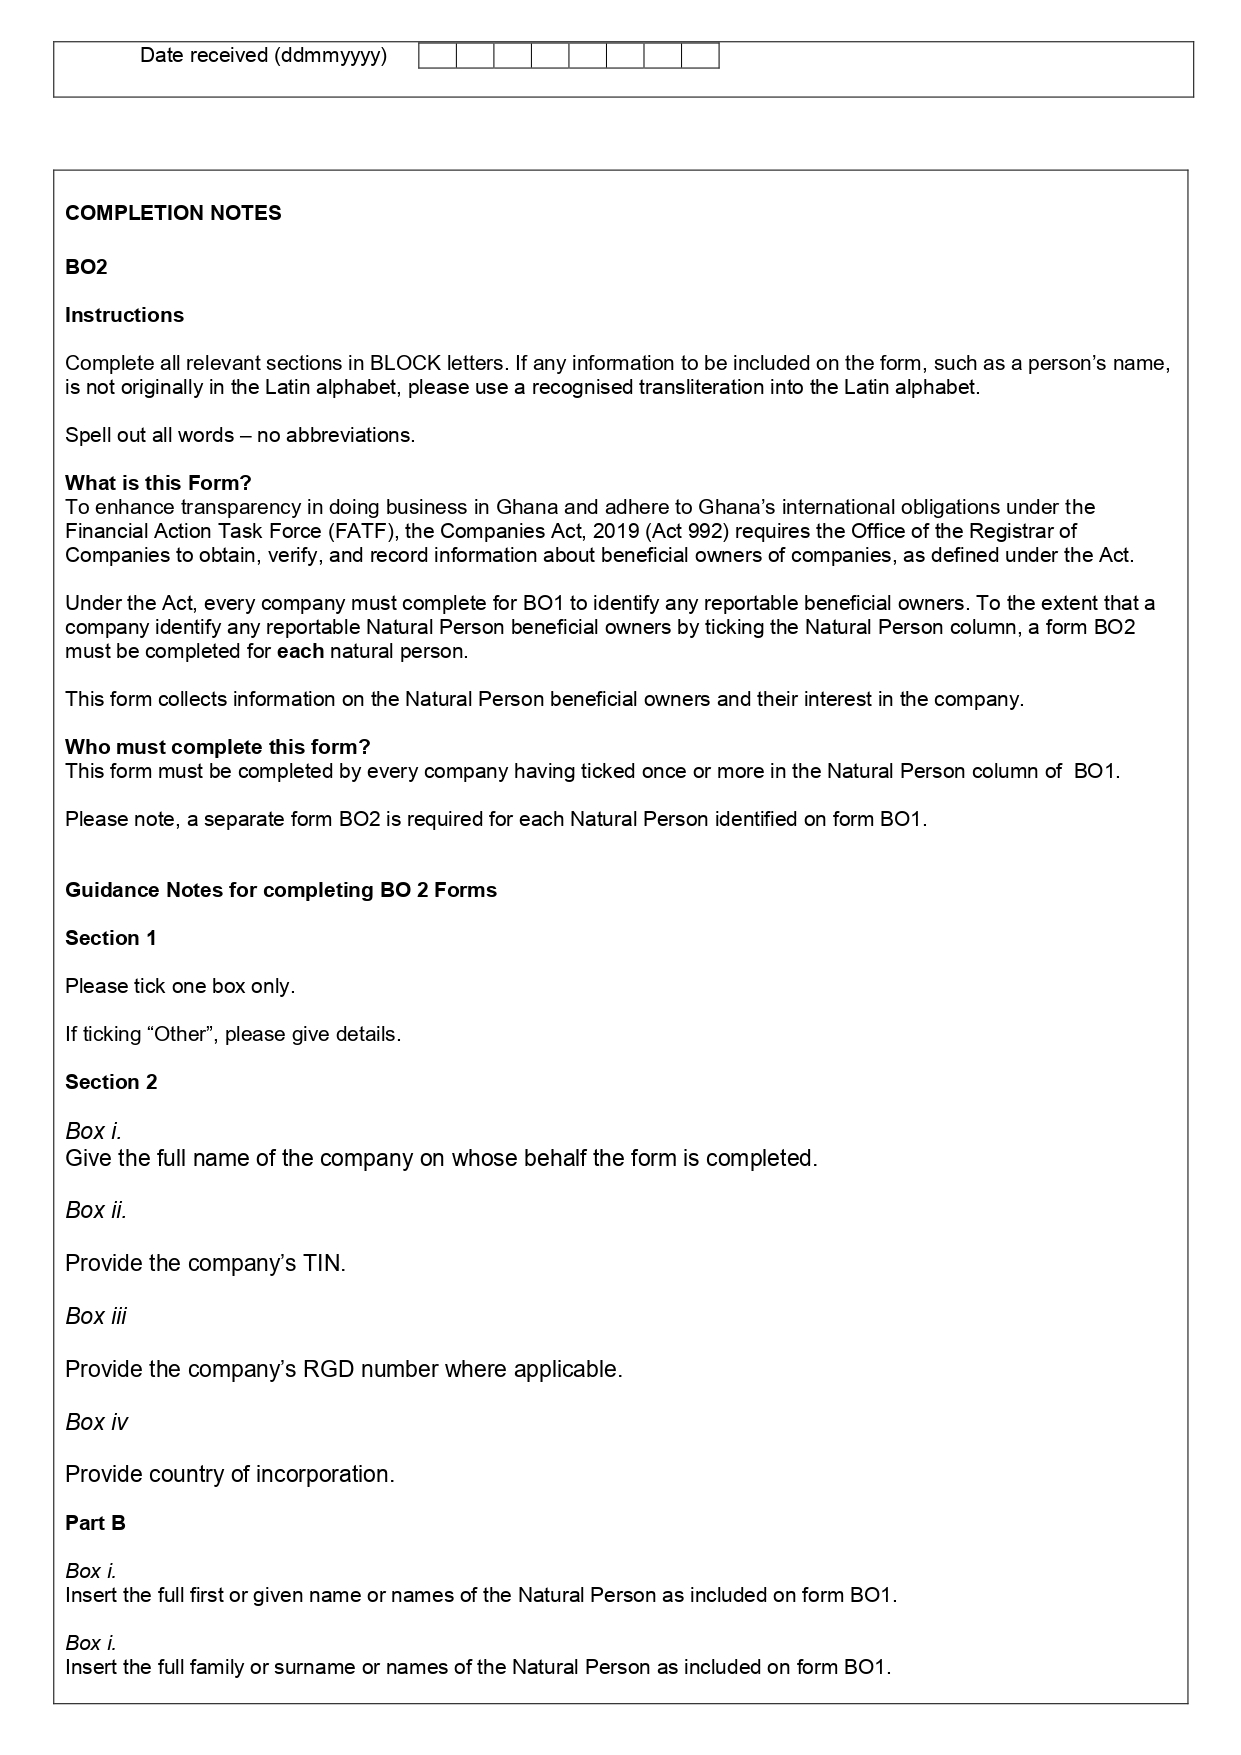 Date received (ddmmyyyy)
COMPLETION NOTES
BO2
Instructions
Complete all relevant sections in BLOCK letters. If any information to be included on the form, such as a person’s name,
is not originally in the Latin alphabet, please use a recognised transliteration into the Latin alphabet.
Spell out all words – no abbreviations.
What is this Form?
To enhance transparency in doing business in Ghana and adhere to Ghana’s international obligations under the
Financial Action Task Force (FATF), the Companies Act, 2019 (Act 992) requires the Office of the Registrar of
Companies to obtain, verify, and record information about beneficial owners of companies, as defined under the Act.
Under the Act, every company must complete for BO1 to identify any reportable beneficial owners. To the extent that a
company identify any reportable Natural Person beneficial owners by ticking the Natural Person column, a form BO2
must be completed for each natural person.
This form collects information on the Natural Person beneficial owners and their interest in the company.
Who must complete this form?
This form must be completed by every company having ticked once or more in the Natural Person column of  BO1.
Please note, a separate form BO2 is required for each Natural Person identified on form BO1.
Guidance Notes for completing BO 2 Forms
Section 1
Please tick one box only.
If ticking “Other”, please give details.
Section 2
Box i.
Give the full name of the company on whose behalf the form is completed.
Box ii.
Provide the company’s TIN.
Box iii
Provide the company’s RGD number where applicable.
Box iv
Provide country of incorporation.
Part B
Box i.
Insert the full first or given name or names of the Natural Person as included on form BO1.
Box i.
Insert the full family or surname or names of the Natural Person as included on form BO1.